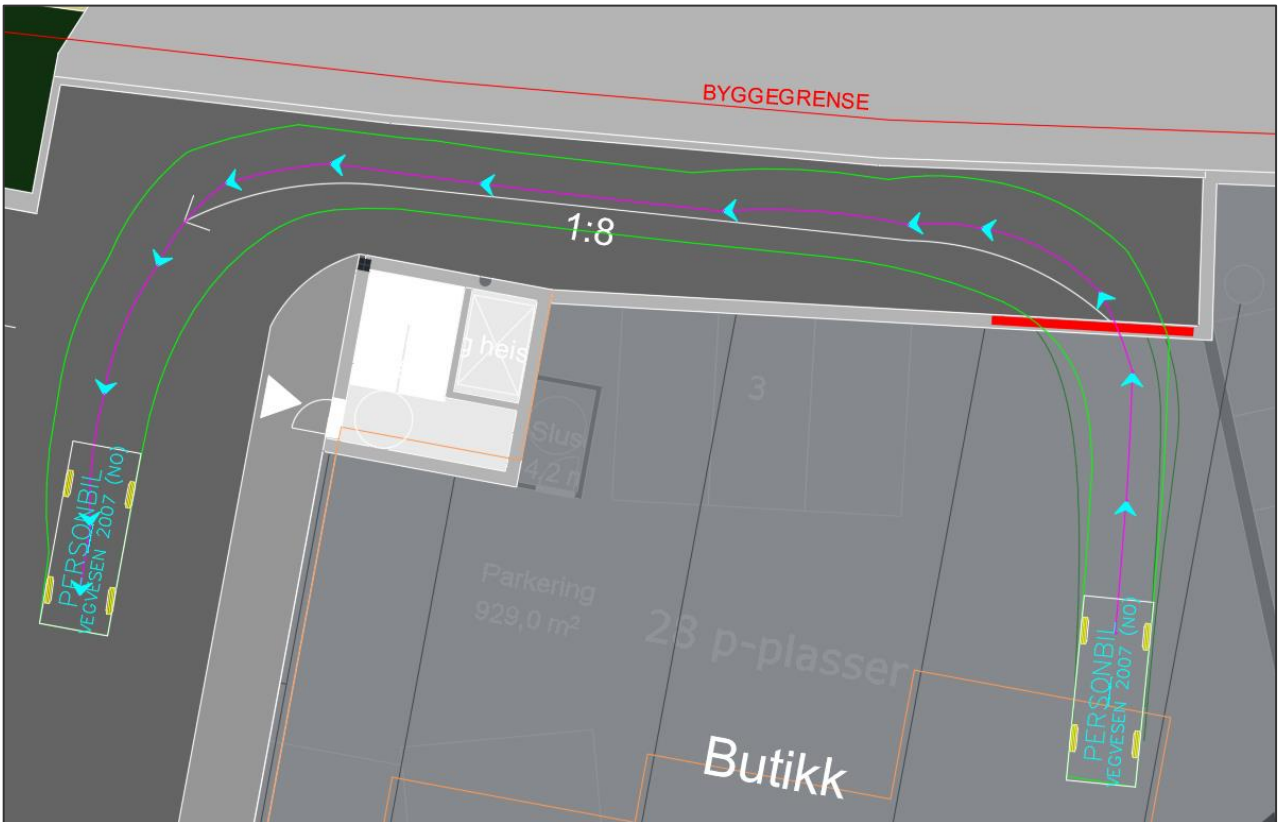 BYGGEGRENSE
1:8
g heis
3
Slus
4,2 m
PERSONBIL
VEGVESEN 2007 (NO)
Parkering
929,0 m²
23 p-plasser
PERSONBIL
VEGVESEN 2007 (NO)
Butikk